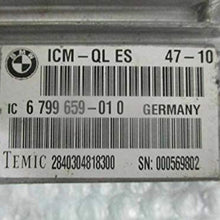 ICM-QL ES 47-10
IC 6 799 659-01 0 GERMANY
TEMIC 2840304818300 SN: 000569802